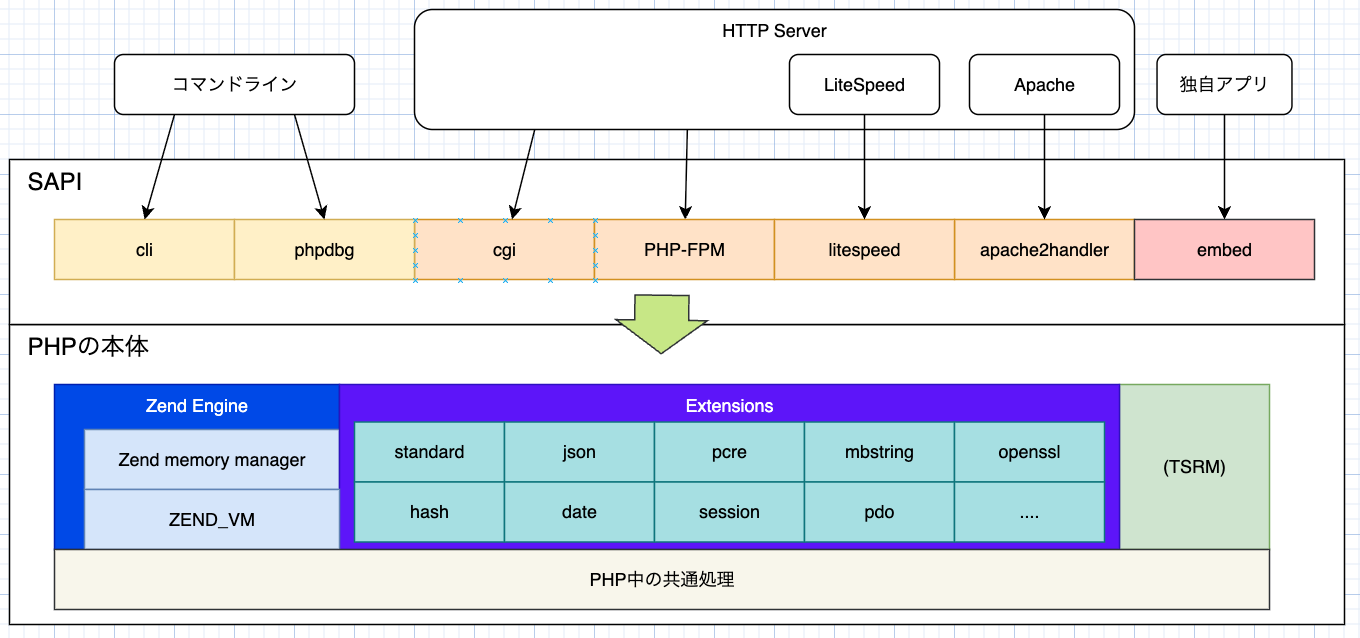 HTTP Server
コマンドライン
LiteSpeed
Apache
独自アプリ
SAPI
cli
phpdbg
cgi
PHP-FPM
litespeed
apache2handler
embed
PHPの本体
Zend Engine
Extensions
Zend memory manager
standard
json
pcre
mbstring
openssl
(TSRM)
ZEND_VM
hash
date
session
pdo
....
PHP中の共通処理